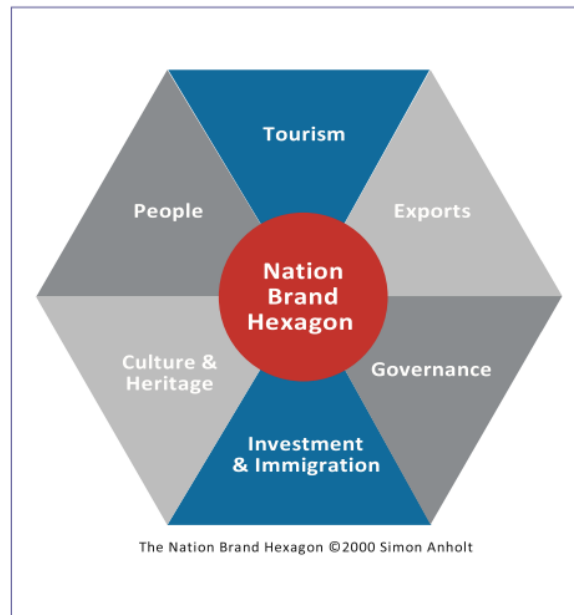 Tourism
People
Exports
Nation
Brand
Hexagon
Culture &
Heritage
Governance
Investment
& Immigration
The Nation Brand Hexagon ©2000 Simon Anholt